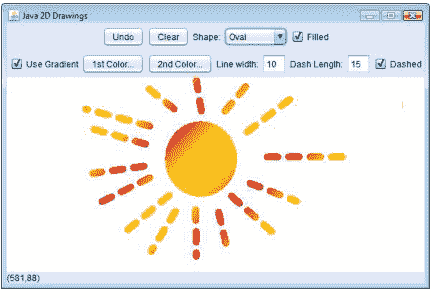 Java 2D Drawings
Undo Clear Shape: Oval Filled
Use Gradient 1st Color... 2nd Color... Line width: 10 Dash Length: 15 Dashed
(581,88)